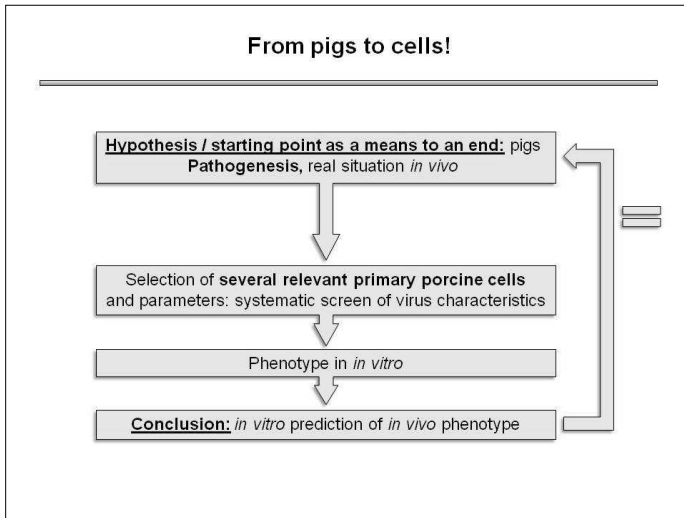 From pigs to cells!
Hypothesis / starting point as a means to an end: pigs
Pathogenesis, real situation in vivo
Selection of several relevant primary porcine cells
and parameters: systematic screen of virus characteristics
Phenotype in in vitro
Conclusion: in vitro prediction of in vivo phenotype